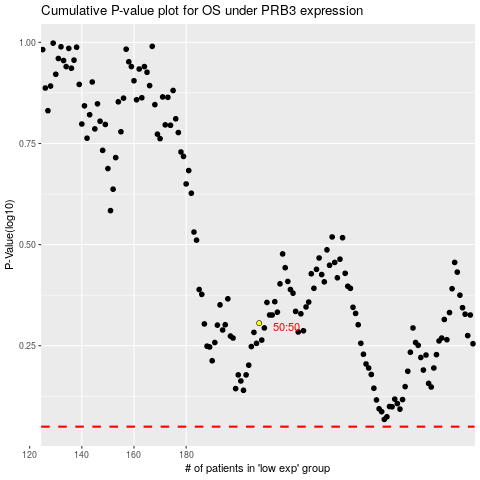 Cumulative P-value plot for OS under PRB3 expression
1.00
0.75
0.50
0.25
P-Value(log10)
50:50
120 140 160 180
# of patients in 'low exp' group